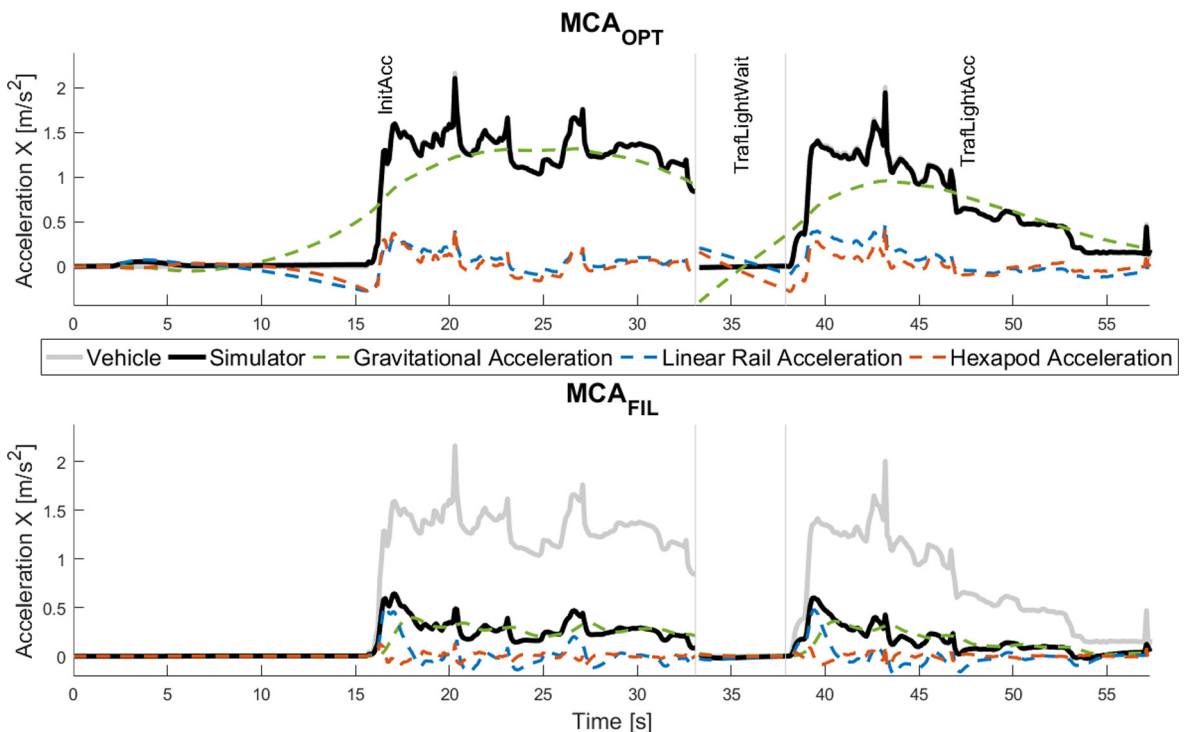 MCA_OPT
Acceleration X [m/s²]
2
1.5
1
0.5
0
InitAcc
TrafLightWait
TrafLightAcc
0 5 10 15 20 25 30 35 40 45 50 55
Vehicle Simulator Gravitational Acceleration Linear Rail Acceleration Hexapod Acceleration
MCA_FIL
Acceleration X [m/s²]
2
1.5
1
0.5
0
0 5 10 15 20 25 30 35 40 45 50 55
Time [s]